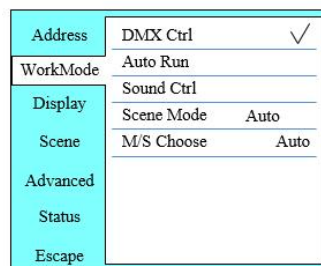 Address
WorkMode
Display
Scene
Advanced
Status
Escape
DMX Ctrl
Auto Run
Sound Ctrl
Scene Mode Auto
M/S Choose Auto